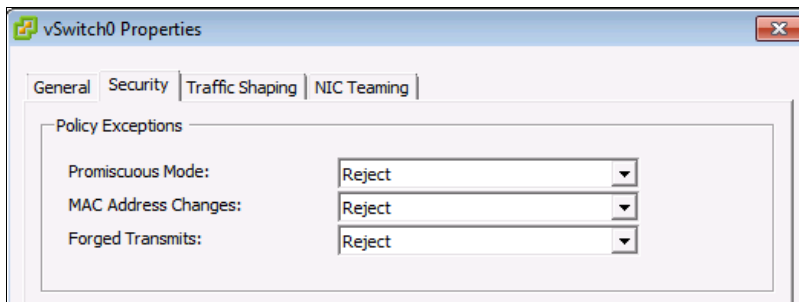 vSwitch0 Properties
General Security Traffic Shaping NIC Teaming
Policy Exceptions
Promiscuous Mode: Reject
MAC Address Changes: Reject
Forged Transmits: Reject